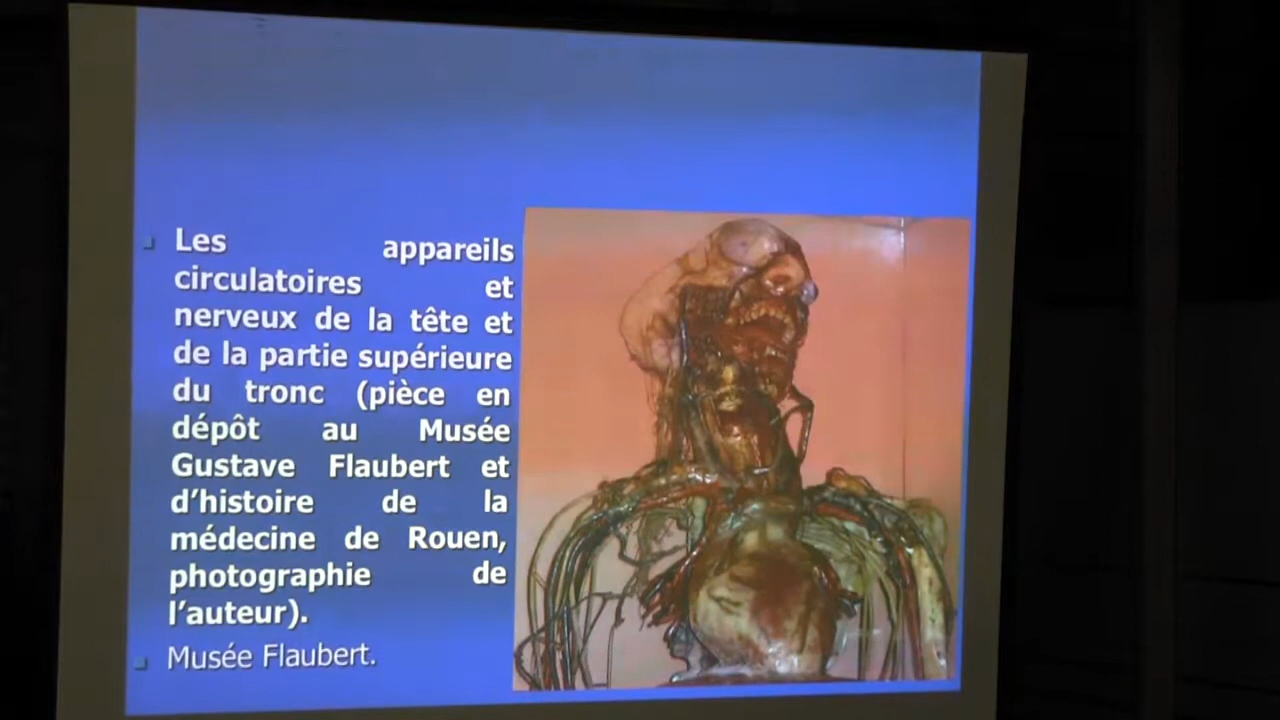 Les appareils
circulatoires et
nerveux de la tête et
de la partie supérieure
du tronc (pièce en
dépôt au Musée
Gustave Flaubert et
d'histoire de la
médecine de Rouen,
photographie de
l'auteur).
Musée Flaubert.